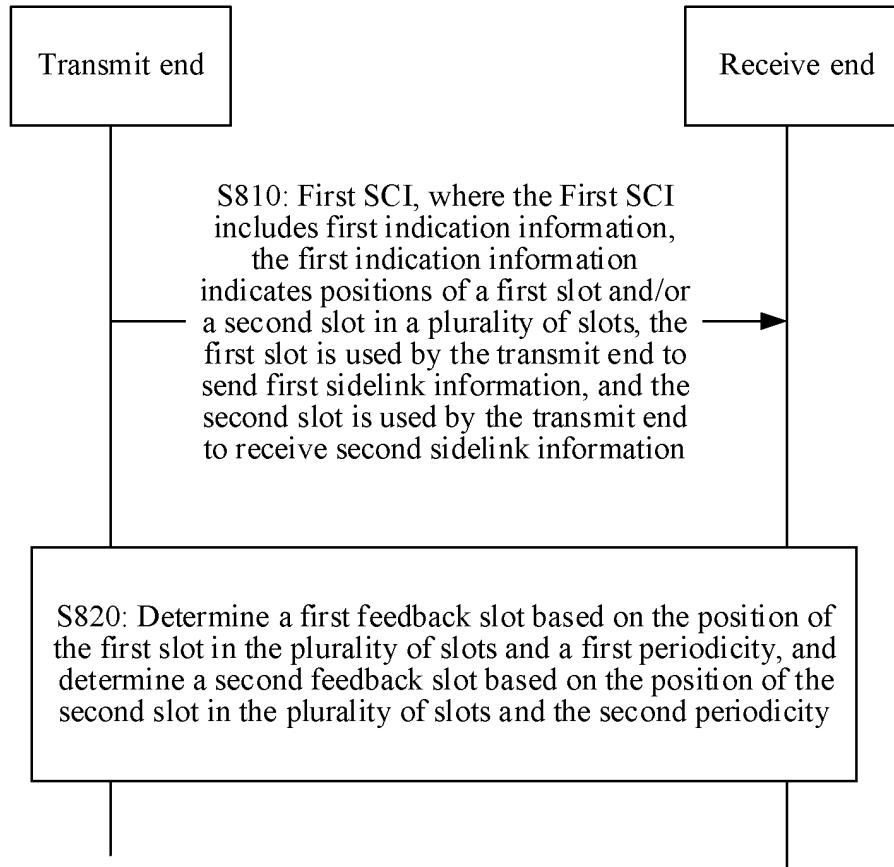 Transmit end
Receive end
S810: First SCI, where the First SCI
includes first indication information,
the first indication information
indicates positions of a first slot and/or
a second slot in a plurality of slots, the
first slot is used by the transmit end to
send first sidelink information, and the
second slot is used by the transmit end
to receive second sidelink information
S820: Determine a first feedback slot based on the position of
the first slot in the plurality of slots and a first periodicity, and
determine a second feedback slot based on the position of the
second slot in the plurality of slots and the second periodicity